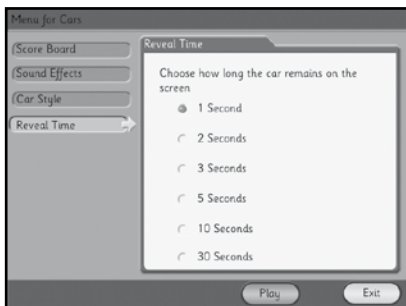 Menu for Cars
Score Board
Sound Effects
Car Style
Reveal Time
Reveal Time
Choose how long the car remains on the
screen
1 Second
2 Seconds
3 Seconds
5 Seconds
10 Seconds
30 Seconds
Play
Exit